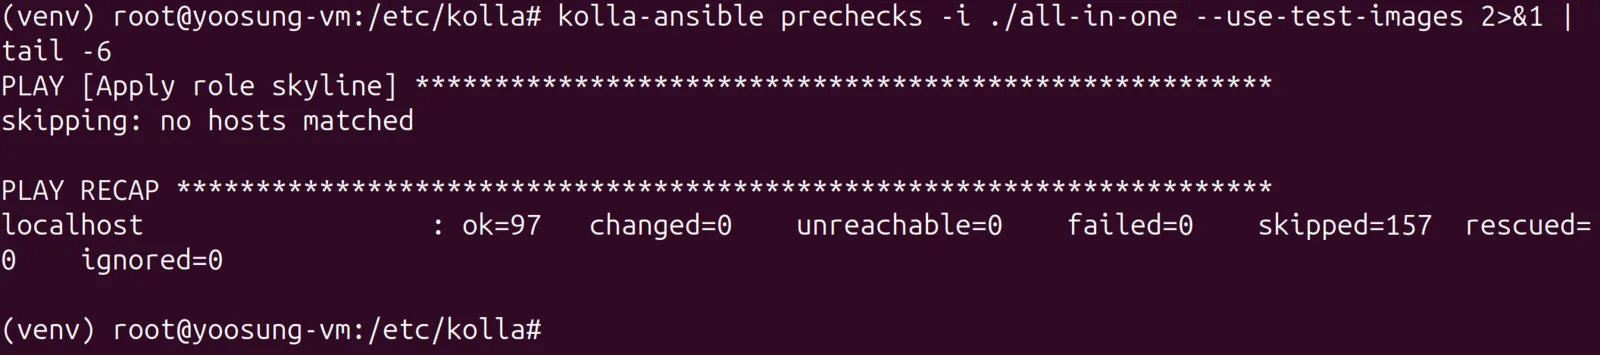 (venv) root@yoosung-vm:/etc/kolla# kolla-ansible prechecks -i ./all-in-one --use-test-images 2>&1 |
tail -6
PLAY [Apply role skyline] ******************************************************
skipping: no hosts matched
PLAY RECAP *********************************************************************
localhost                  : ok=97   changed=0    unreachable=0    failed=0    skipped=157  rescued=
0    ignored=0
(venv) root@yoosung-vm:/etc/kolla#